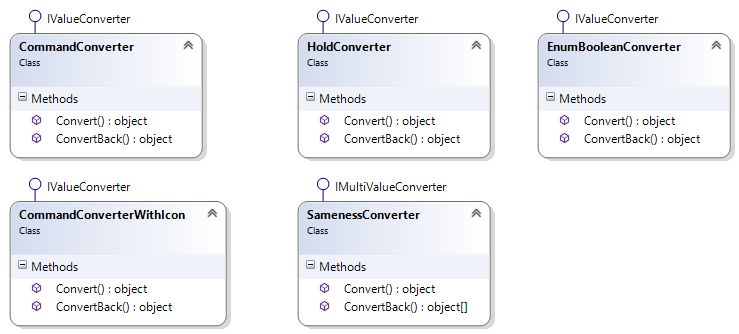 IValueConverter
CommandConverter
Class
Methods
Convert() : object
ConvertBack() : object
IValueConverter
HoldConverter
Class
Methods
Convert() : object
ConvertBack() : object
IValueConverter
EnumBooleanConverter
Class
Methods
Convert() : object
ConvertBack() : object
IValueConverter
CommandConverterWithIcon
Class
Methods
Convert() : object
ConvertBack() : object
IMultiValueConverter
SamenessConverter
Class
Methods
Convert() : object
ConvertBack() : object[]